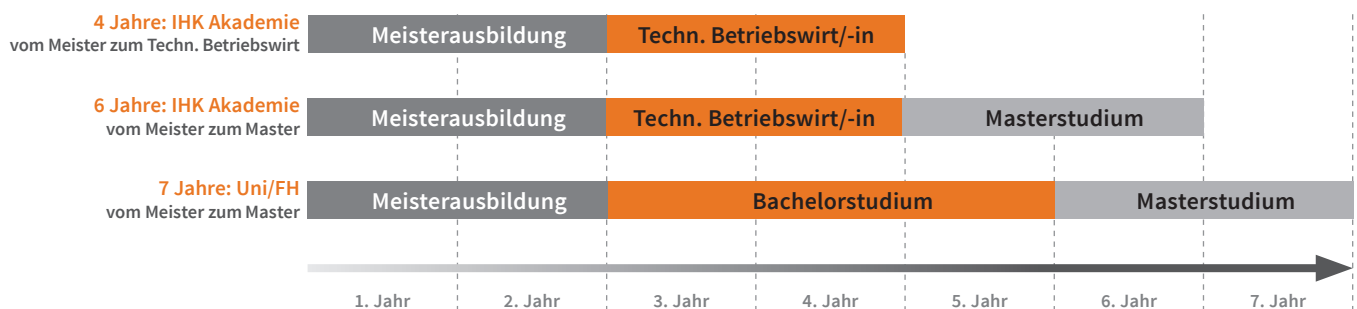 4 Jahre: IHK Akademie
vom Meister zum Techn. Betriebswirt
Meisterausbildung
Techn. Betriebswirt/-in
6 Jahre: IHK Akademie
vom Meister zum Master
Meisterausbildung
Techn. Betriebswirt/-in
Masterstudium
7 Jahre: Uni/FH
vom Meister zum Master
Meisterausbildung
Bachelorstudium
Masterstudium
1. Jahr
2. Jahr
3. Jahr
4. Jahr
5. Jahr
6. Jahr
7. Jahr